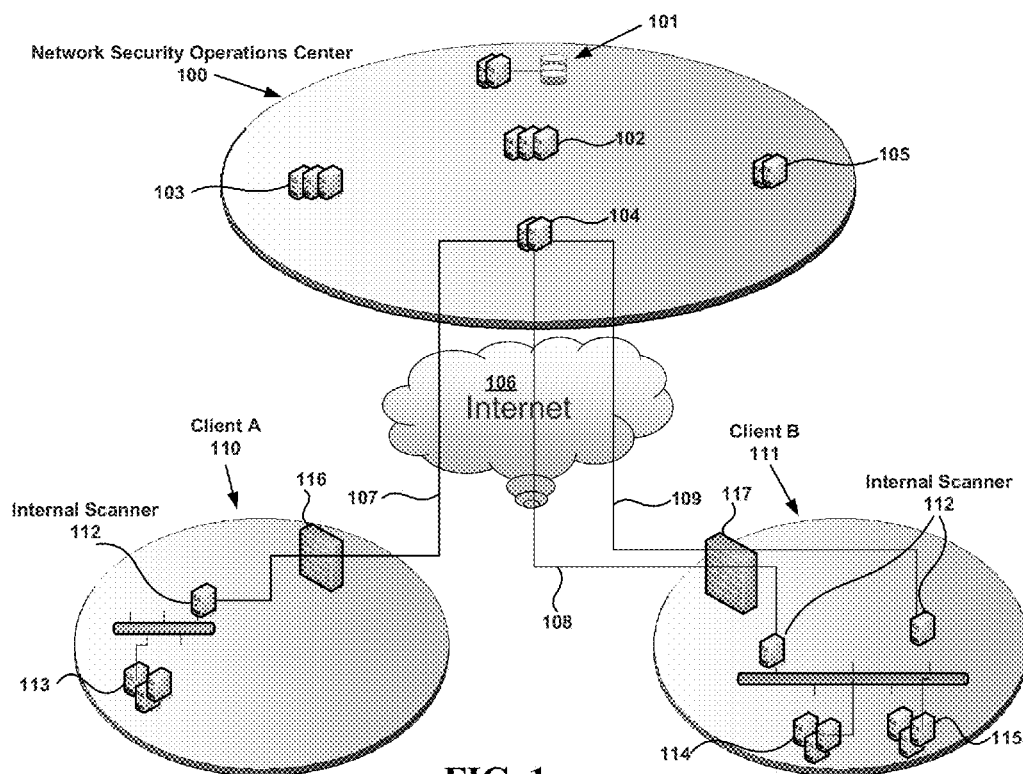 101
Network Security Operations Center
100
102
103
105
104
106
Internet
Client A
110
Client B
111
116
107
109
117
Internal Scanner
112
Internal Scanner
112
108
113
114
115
FIG. 1